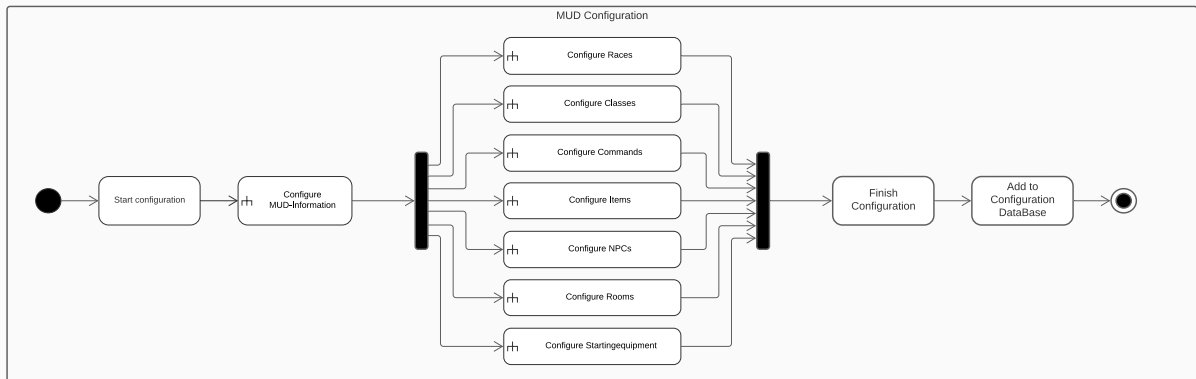 MUD Configuration
Start configuration
Configure
MUD-Information
Configure Races
Configure Classes
Configure Commands
Configure Items
Configure NPCs
Configure Rooms
Configure Startingequipment
Finish
Configuration
Add to
Configuration
DataBase